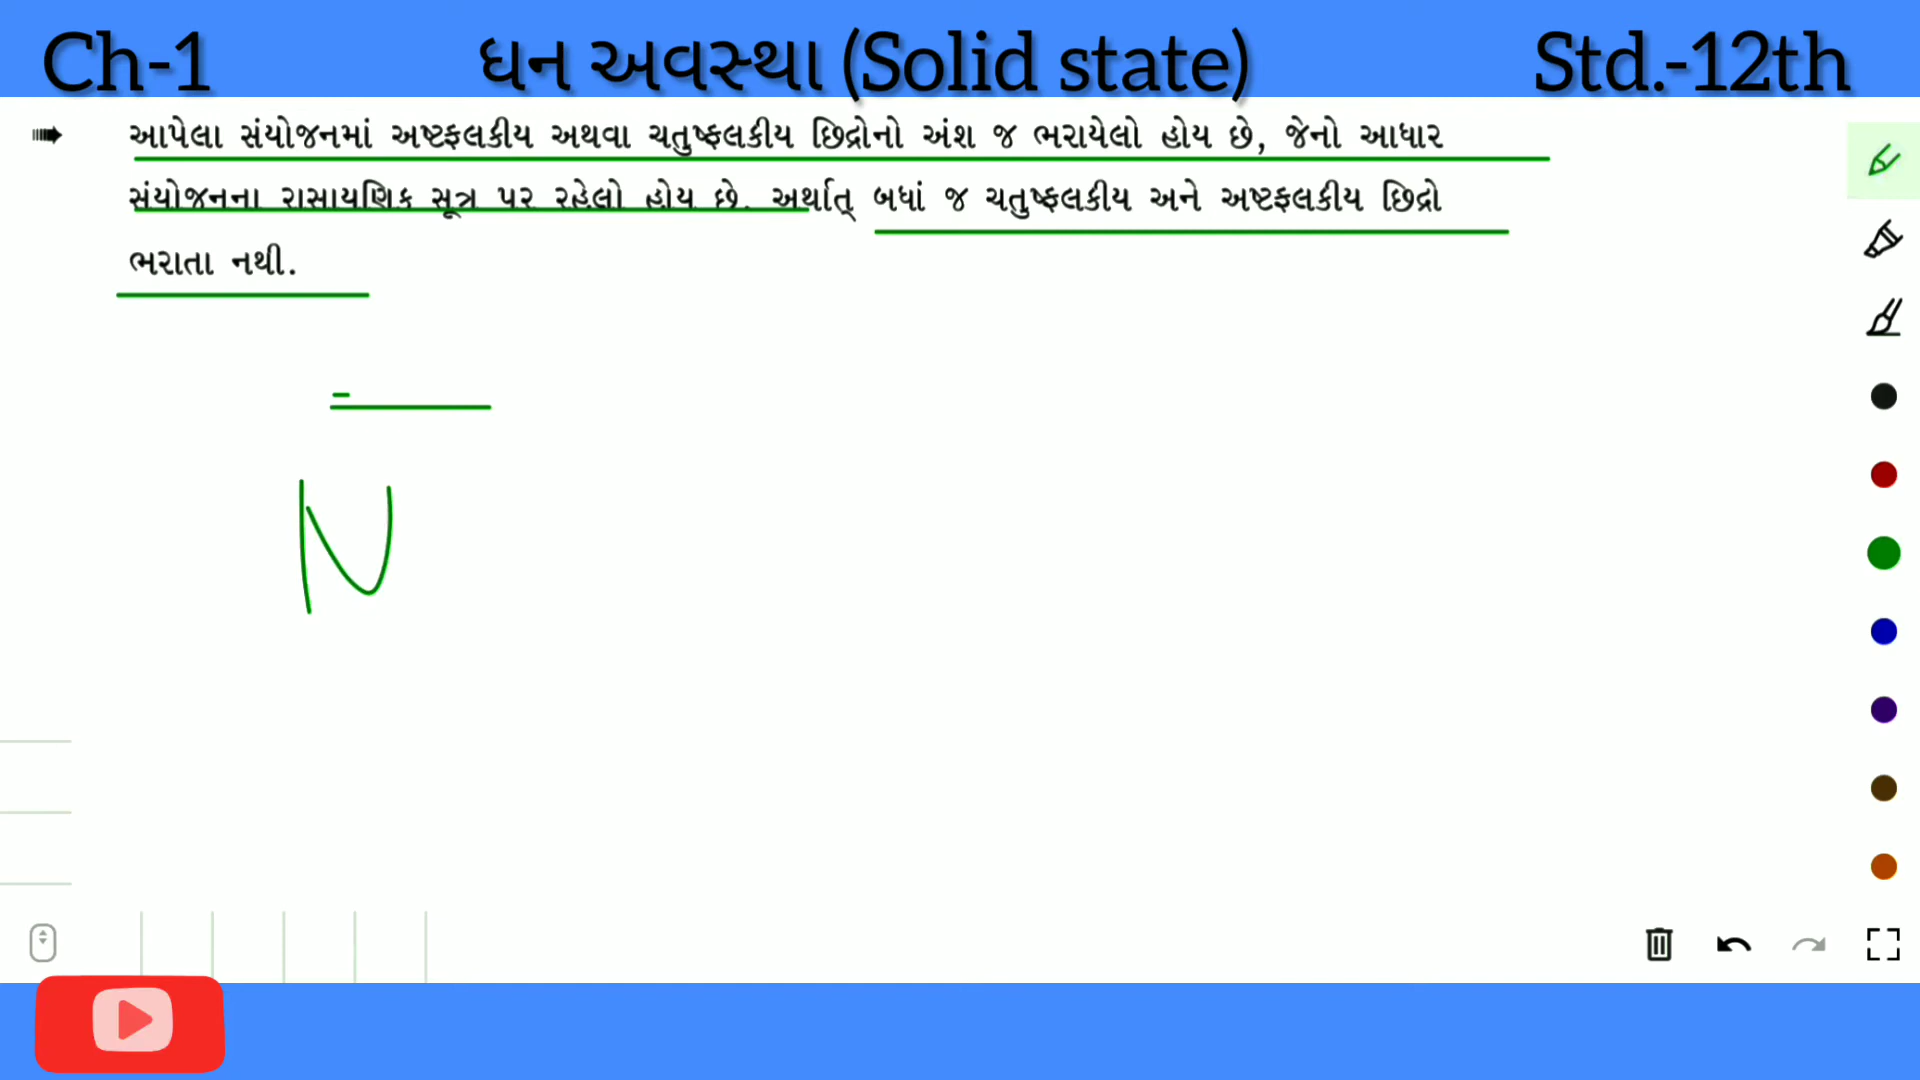 Ch-1 ઘન અવસ્થા (Solid state) Std.-12th
આપેલા સંયોજનમાં અષ્ટફલકીય અથવા ચતુષ્ફલકીય છિદ્રોનો અંશ જ ભરાયેલો હોય છે, જેનો આધાર
સંયોજનના રાસાયણિક સૂત્ર પર રહેલો હોય છે. અર્થાત્ બધાં જ ચતુષ્ફલકીય અને અષ્ટફલકીય છિદ્રો
ભરાતા નથી.
N